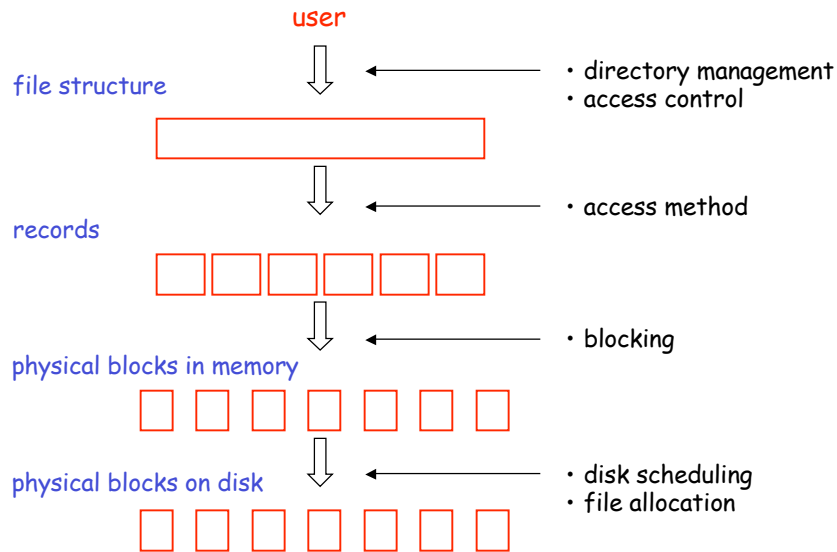 user
file structure
• directory management
• access control
• access method
records
• blocking
physical blocks in memory
• disk scheduling
physical blocks on disk
• file allocation